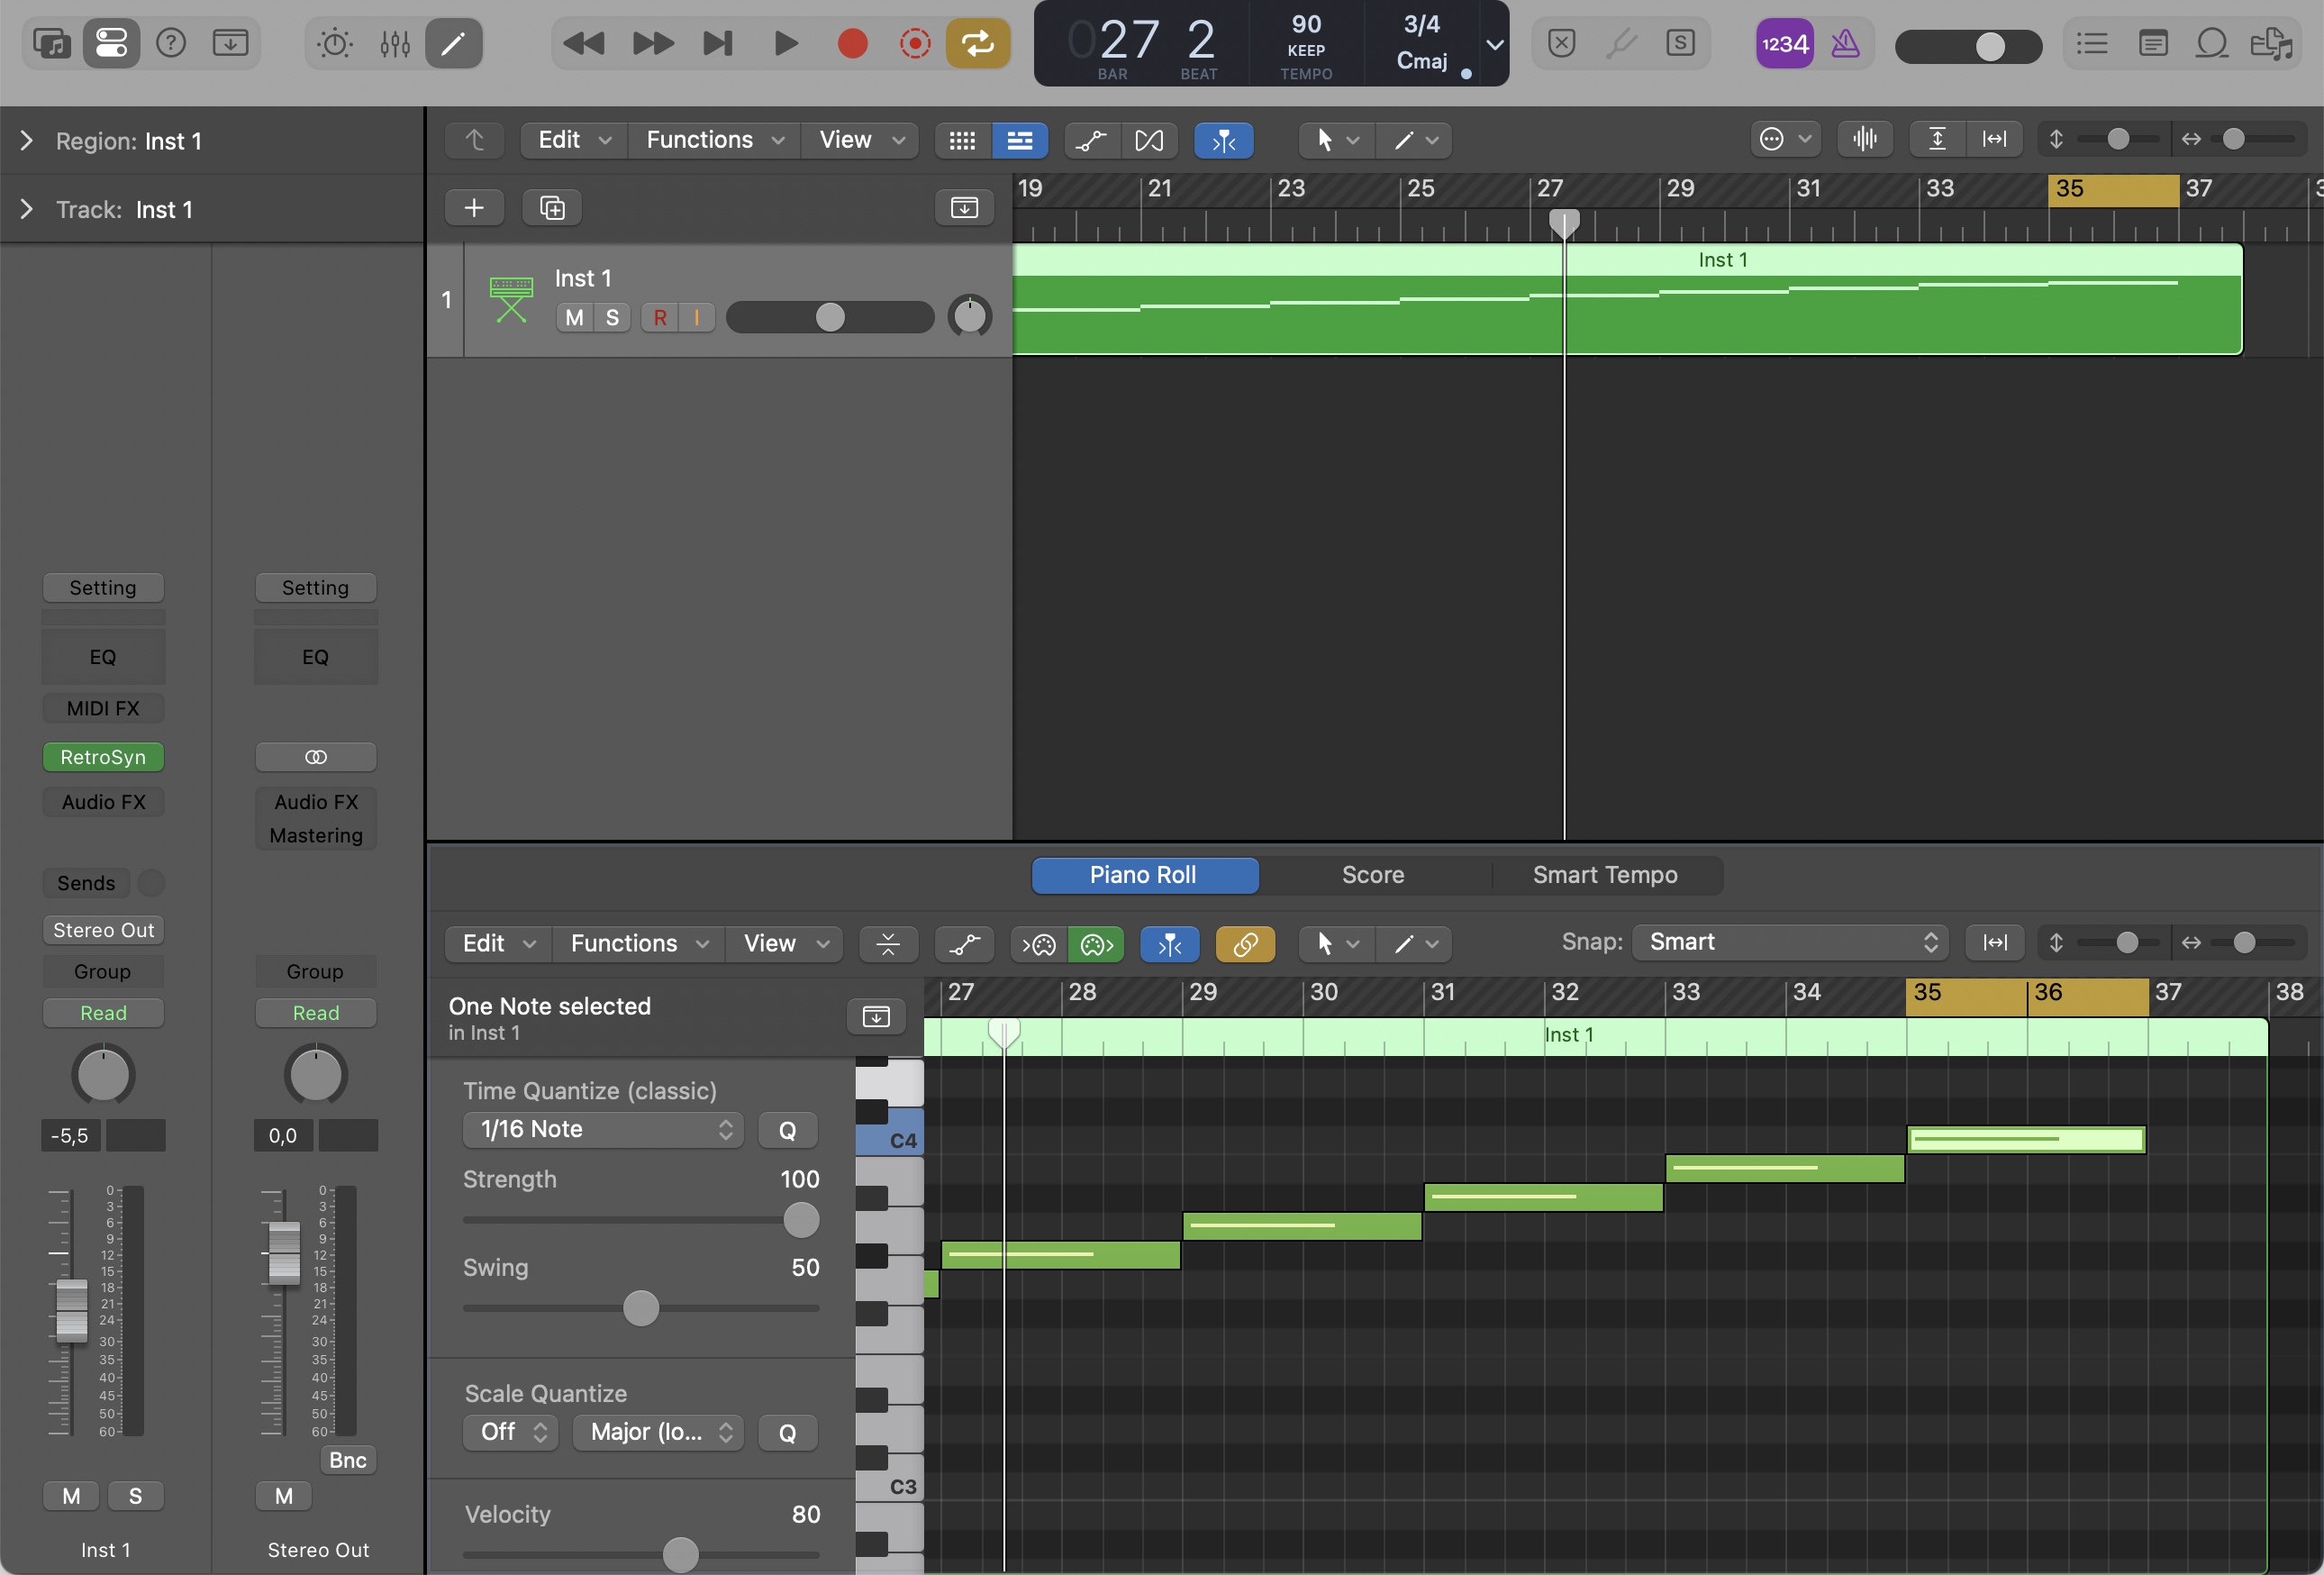 027 2
BAR BEAT
90
KEEP
TEMPO
3/4
Cmaj
S
1234
Region: Inst 1
Track: Inst 1
Edit Functions View
19 21 23 25 27 29 31 33 35 37
1
Inst 1
M S R I
Inst 1
Setting Setting
EQ EQ
MIDI FX
RetroSyn
Audio FX Audio FX
Mastering
Sends
Stereo Out
Group Group
Read Read
-5,5 0,0
0 0
3 3
6 6
9 9
12 12
15 15
18 18
21 21
24 24
30 30
35 35
40 40
45 45
50 50
60 60
Bnc
M S M
Inst 1 Stereo Out
Piano Roll Score Smart Tempo
Edit Functions View
Snap: Smart
One Note selected
in Inst 1
27 28 29 30 31 32 33 34 35 36 37 38
Inst 1
Time Quantize (classic)
1/16 Note Q
Strength 100
Swing 50
Scale Quantize
Off Major (lo... Q
Velocity 80
C4
C3